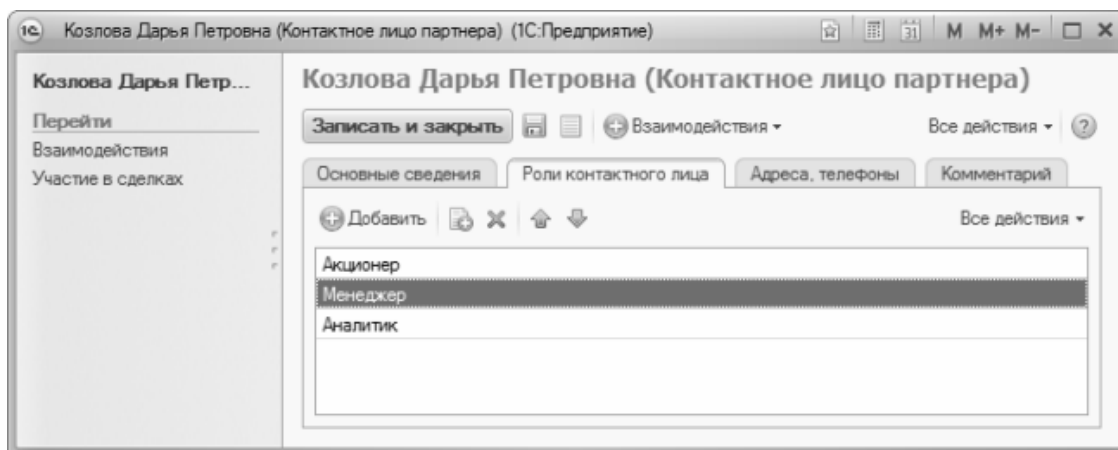 1С Козлова Дарья Петровна (Контактное лицо партнера) (1С:Предприятие) 31 M M+ M-
Козлова Дарья Петр...
Перейти
Взаимодействия
Участие в сделках
Козлова Дарья Петровна (Контактное лицо партнера)
Записать и закрыть Взаимодействия Все действия ?
Основные сведения Роли контактного лица Адреса, телефоны Комментарий
Добавить Все действия
Акционер
Менеджер
Аналитик